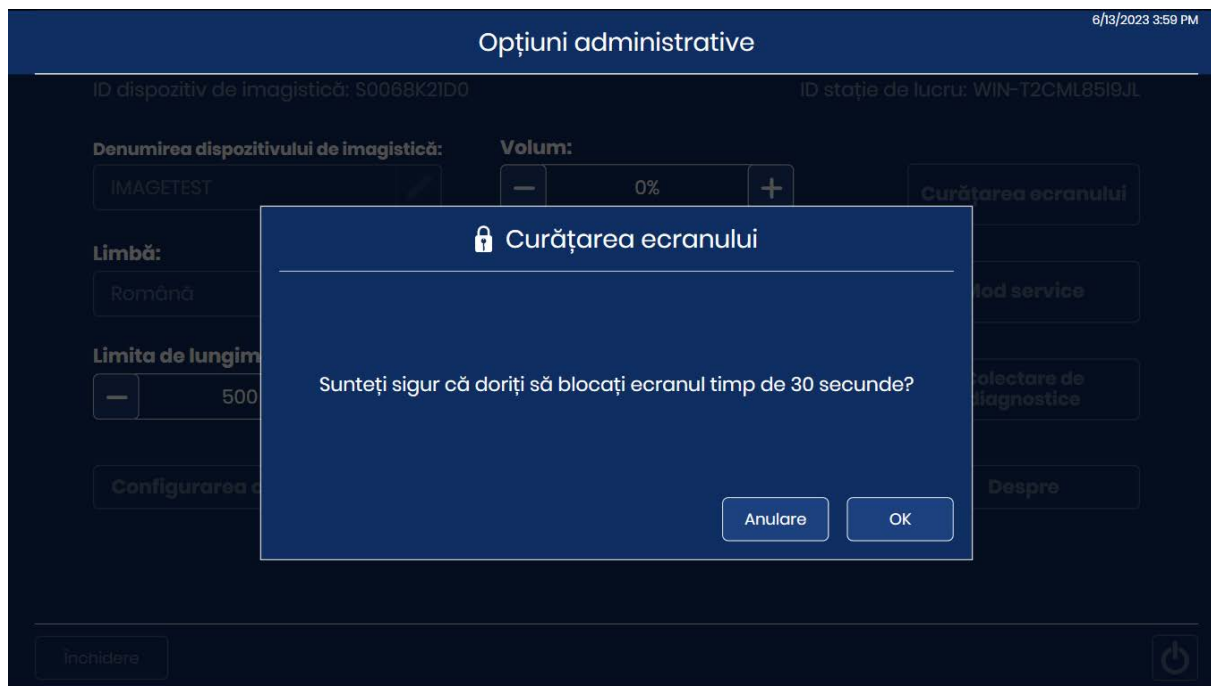 6/13/2023 3:59 PM
Opțiuni administrative
ID dispozitiv de imagistică: S0068K21D0
ID stație de lucru: WIN-T2CML85I9JL
Denumirea dispozitivului de imagistică:
Volum:
IMAGETEST
0%
Curățarea ecranului
Curățarea ecranului
Limbă:
Română
Mod service
Limita de lungim
500
Sunteți sigur că doriți să blocați ecranul timp de 30 secunde?
Colectare de
diagnostice
Configurarea
Despre
Anulare
OK
Închidere